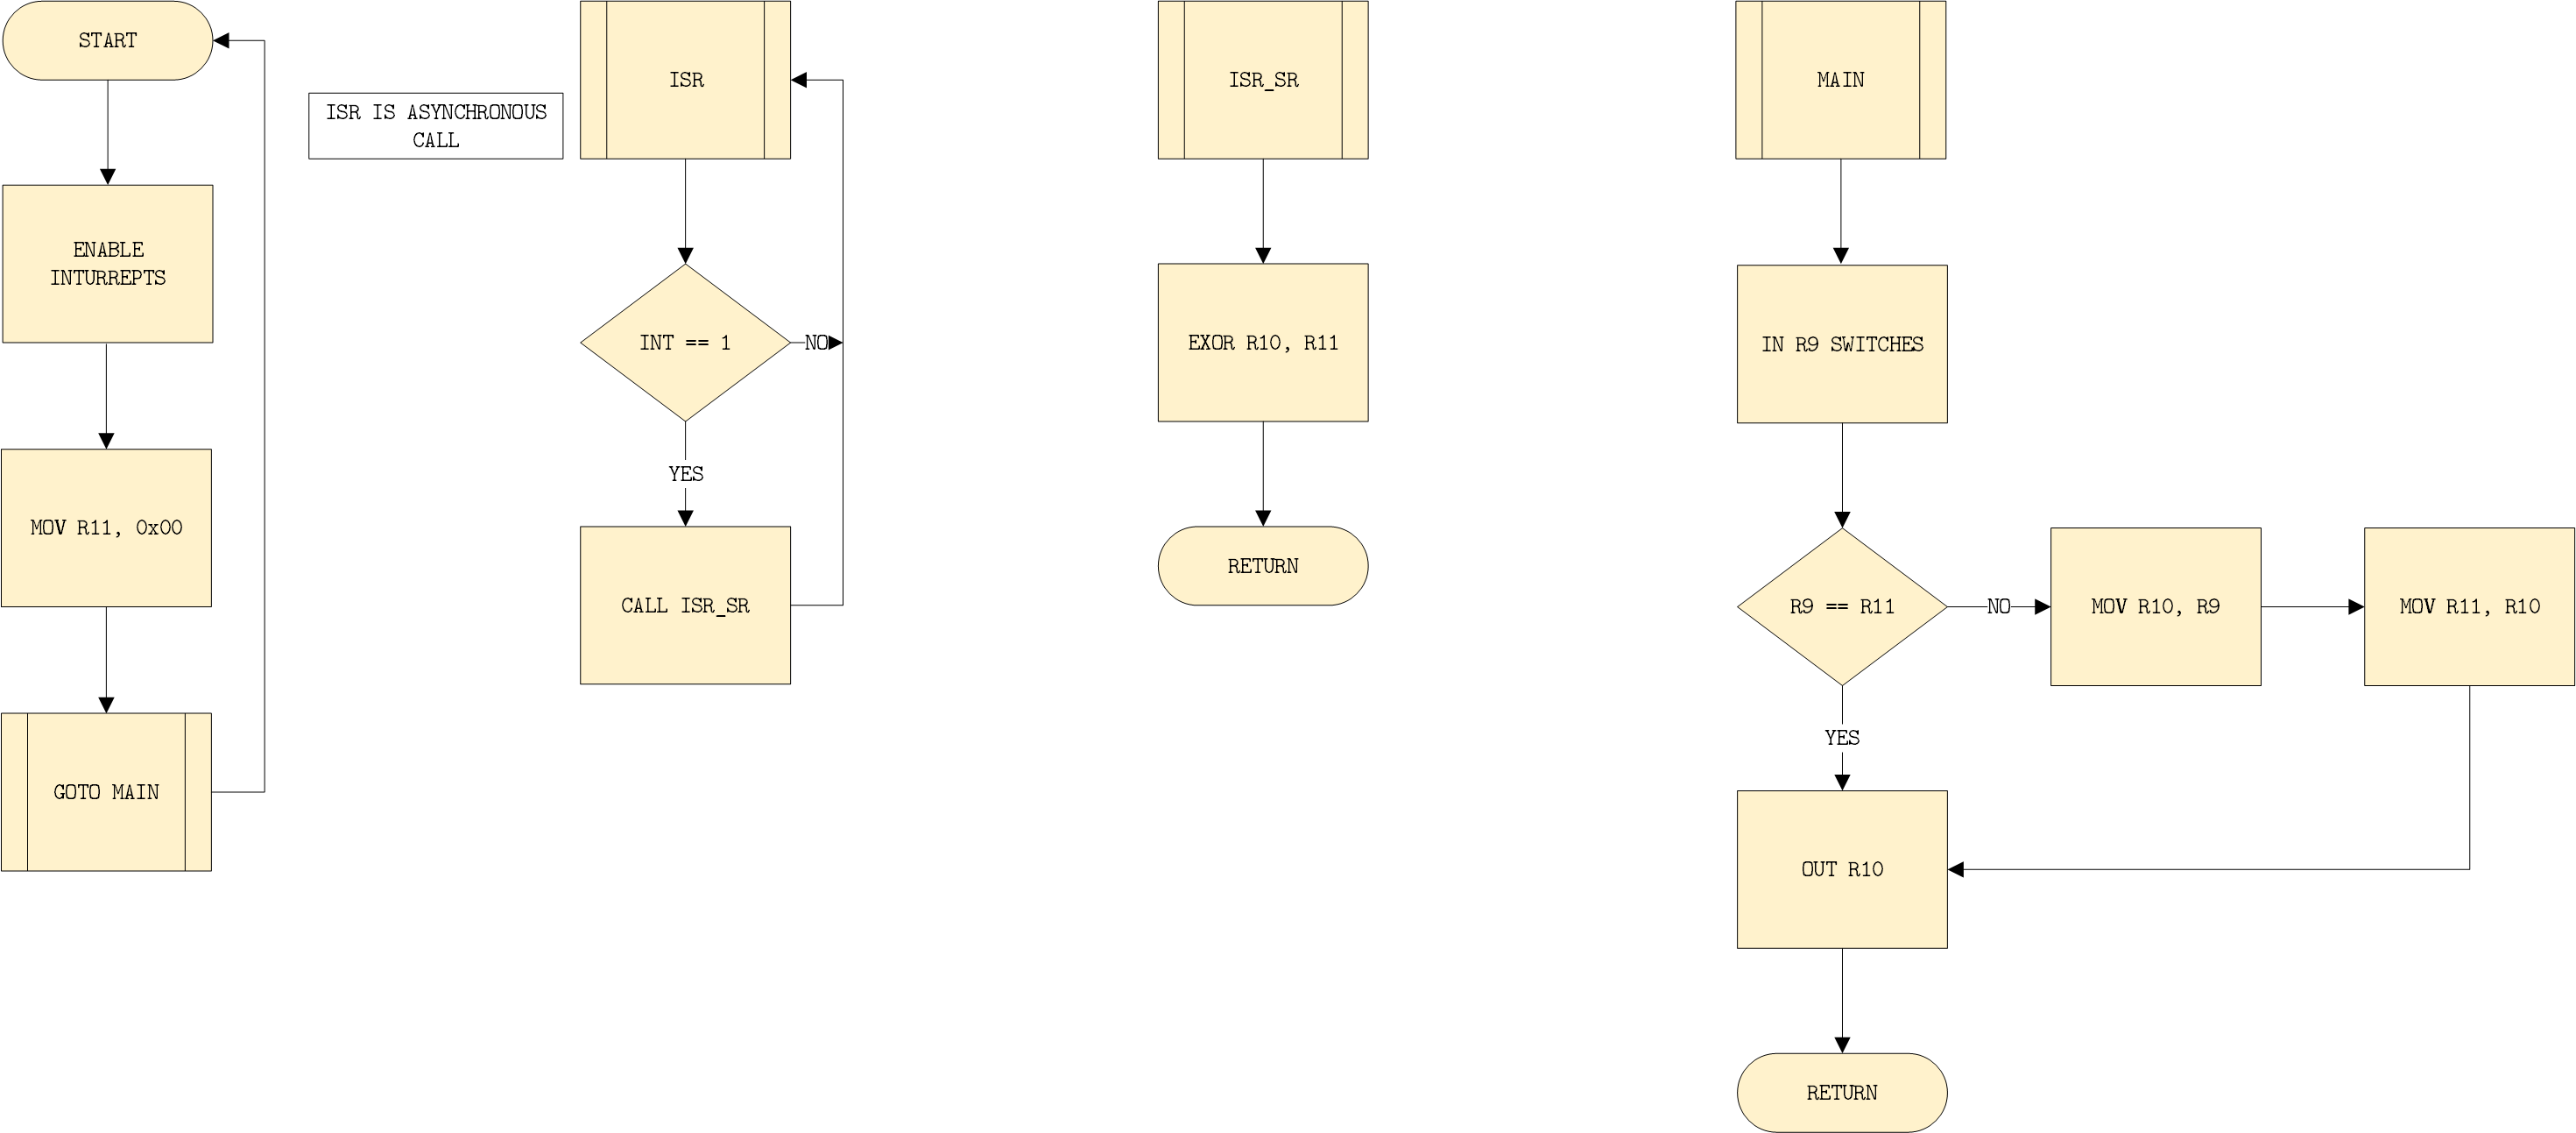 START
ENABLE
INTURREPTS
MOV R11, 0x00
GOTO MAIN
ISR IS ASYNCHRONOUS
CALL
ISR
INT == 1
NO
YES
CALL ISR_SR
ISR_SR
EXOR R10, R11
RETURN
MAIN
IN R9 SWITCHES
R9 == R11
NO
MOV R10, R9
MOV R11, R10
YES
OUT R10
RETURN